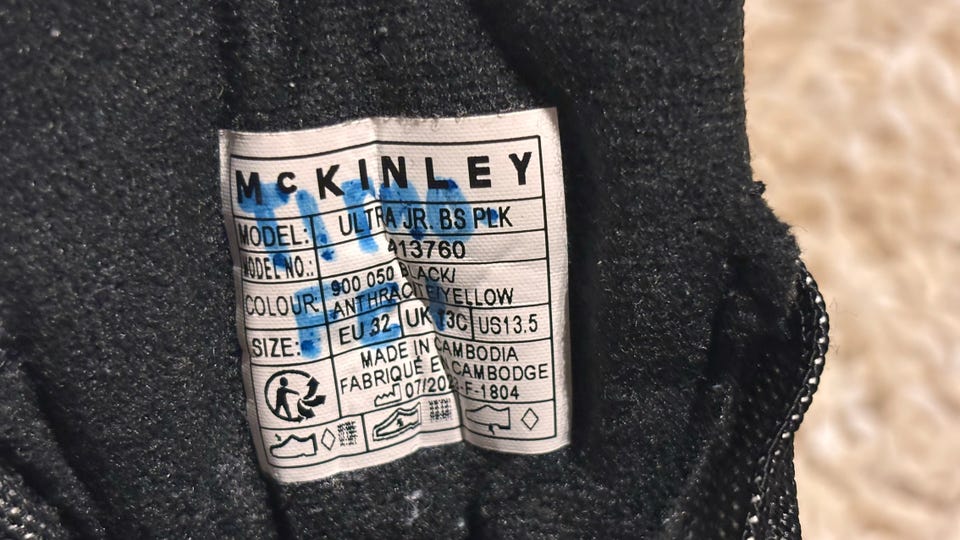 McKINLEY
MODEL: ULTRA JR. BS PLK
MODEL NO.: 413760
COLOUR: 900 050 BLACK/
ANTHRACITE/YELLOW
SIZE: EU 32 UK 13C US13.5
MADE IN CAMBODIA
FABRIQUÉ EN CAMBODGE
F-1804